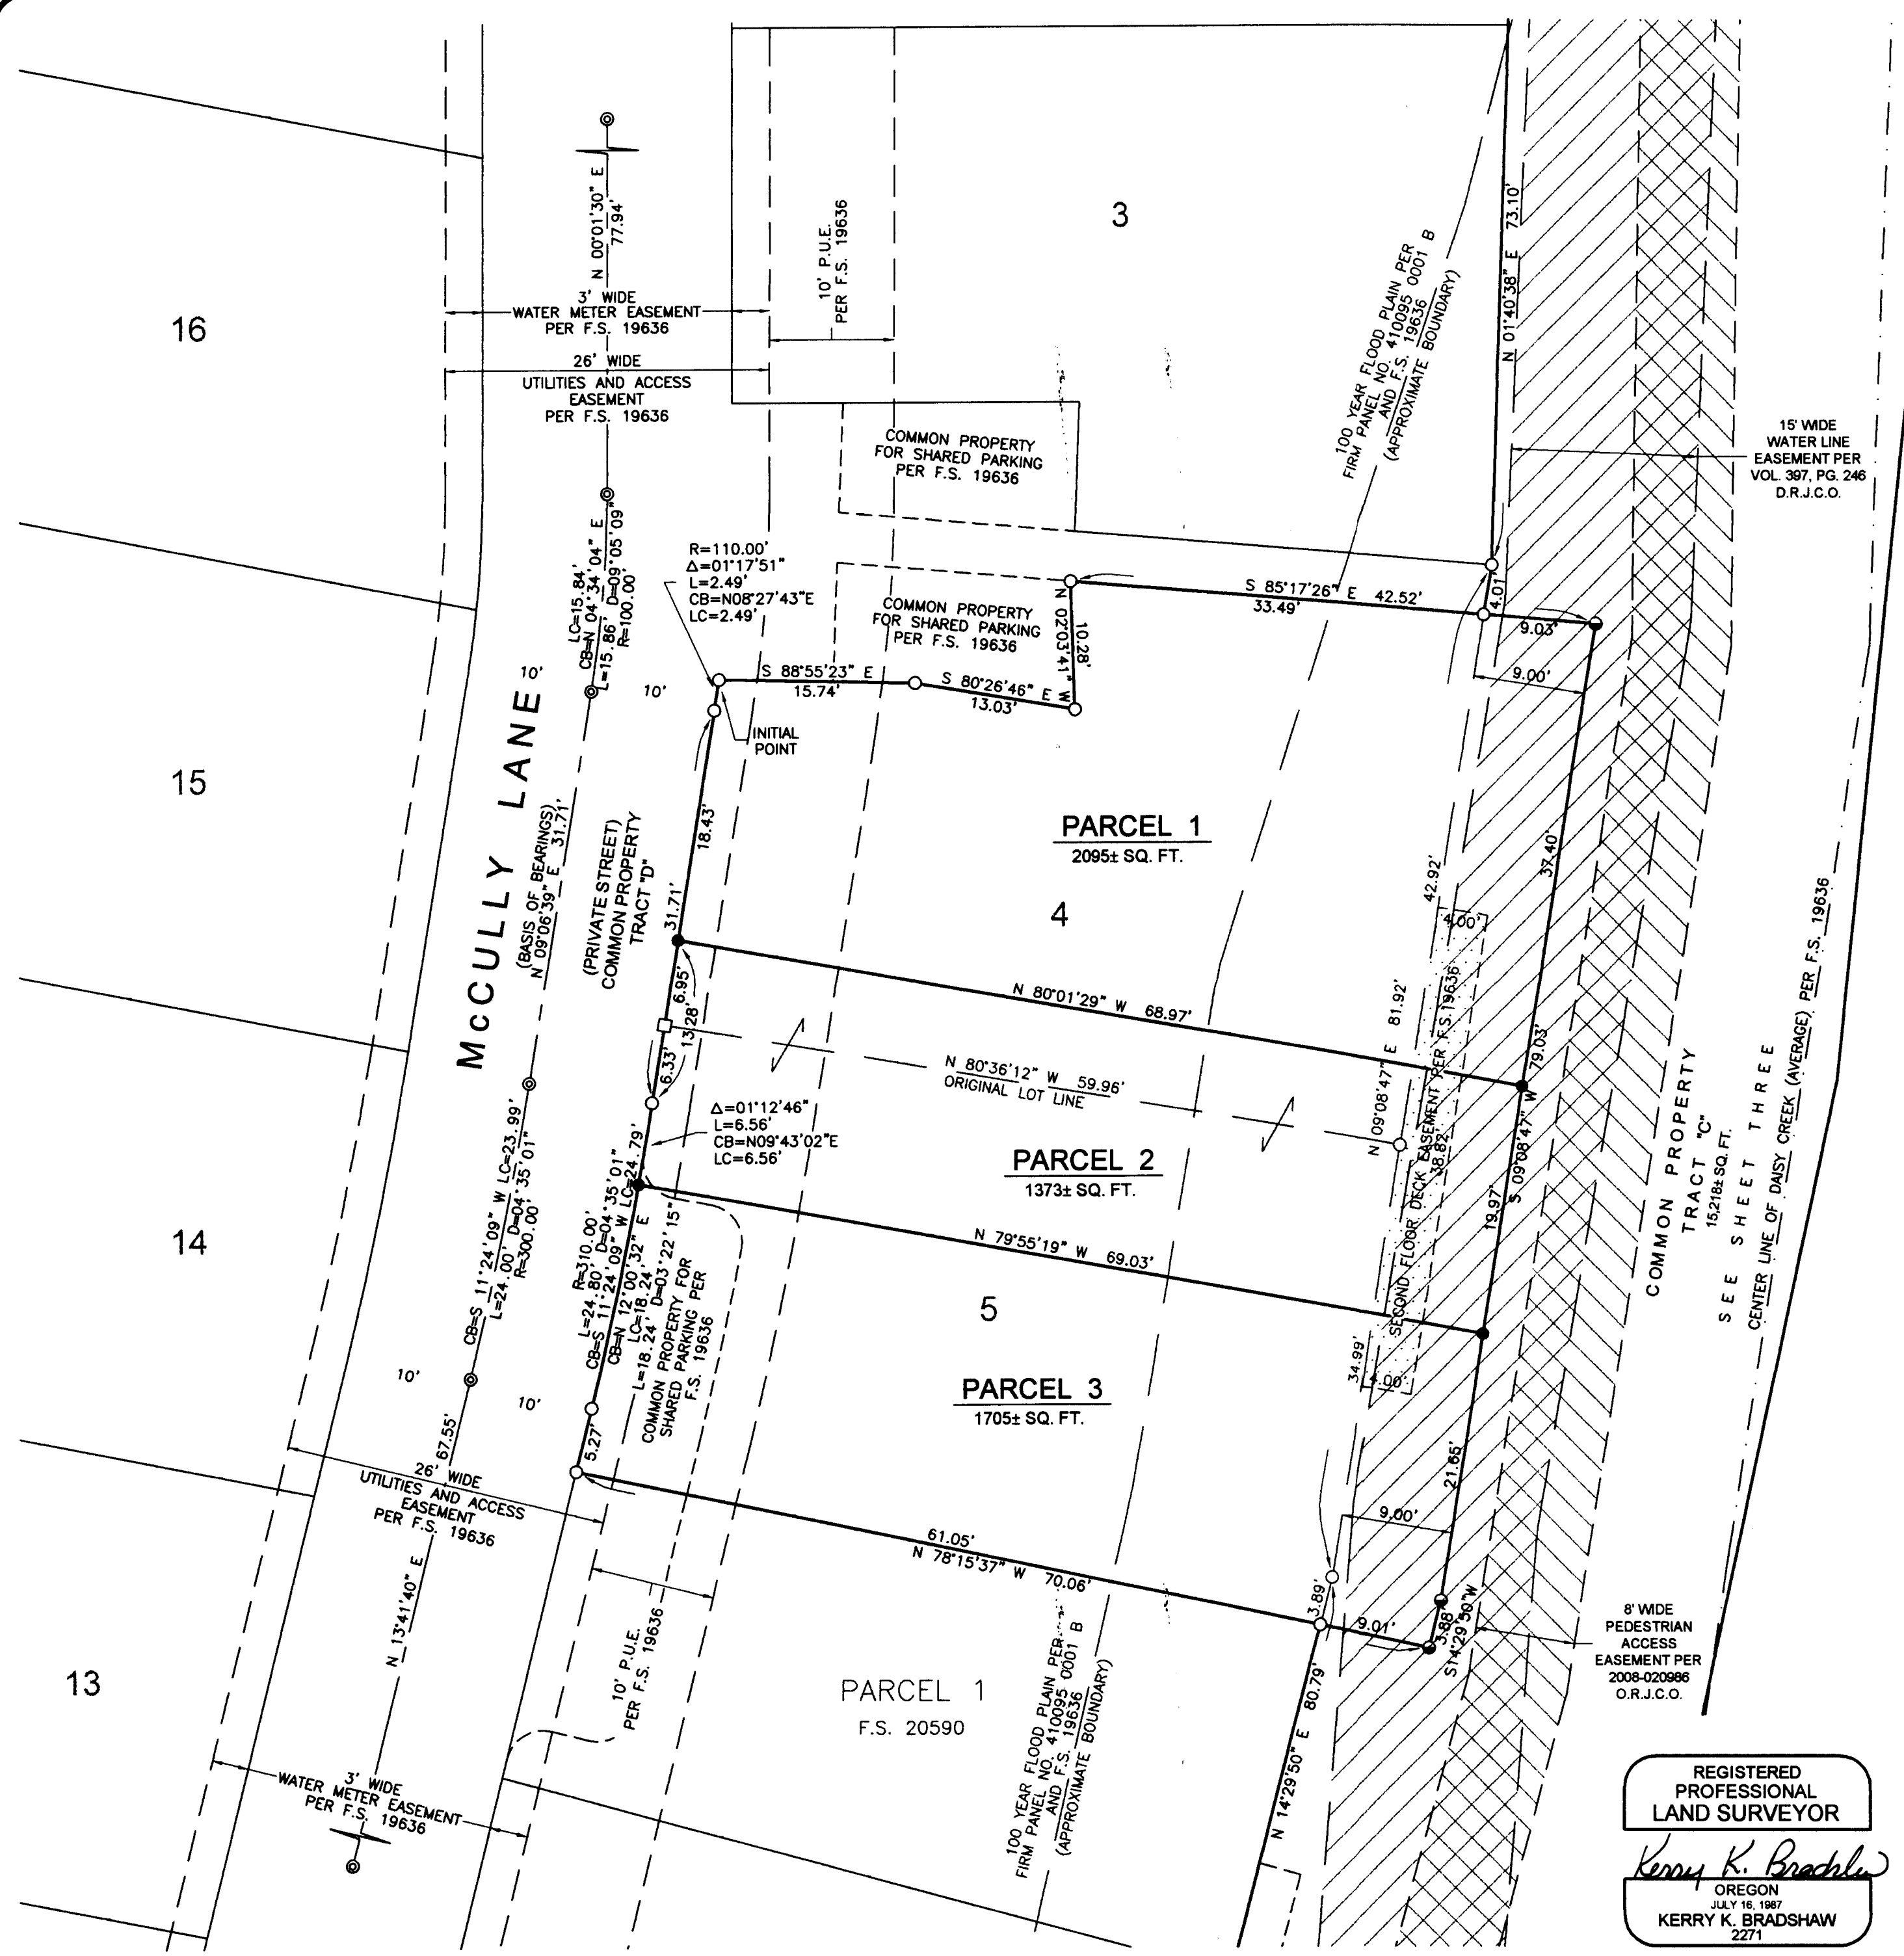 3
16
15
14
13
N 00°01'30" E
77.94'
3' WIDE
WATER METER EASEMENT
PER F.S. 19636
26' WIDE
UTILITIES AND ACCESS
EASEMENT
PER F.S. 19636
10' P.U.E.
PER F.S. 19636
100 YEAR FLOOD PLAIN PER
FIRM PANEL NO. 410095 0001 B
AND F.S. 19636
(APPROXIMATE BOUNDARY)
N 01°40'38" E 73.10'
15' WIDE
WATER LINE
EASEMENT PER
VOL. 397, PG. 246
D.R.J.C.O.
COMMON PROPERTY
FOR SHARED PARKING
PER F.S. 19636
LC=15.84'
CB=N 04°34'04" E
L=15.86' D=09°05'09"
R=100.00'
R=110.00'
Δ=01°17'51"
L=2.49'
CB=N08°27'43"E
LC=2.49'
COMMON PROPERTY
FOR SHARED PARKING
PER F.S. 19636
N 02°03'41" W
10.28'
S 85°17'26" E 42.52'
33.49'
4.01'
9.03'
9.00'
10'
10'
S 88°55'23" E
15.74'
S 80°26'46" E
13.03'
INITIAL
POINT
McCULLY LANE
(BASIS OF BEARINGS)
N 09°06'39" E 31.71'
(PRIVATE STREET)
COMMON PROPERTY
TRACT "D"
18.43'
31.71'
PARCEL 1
2095± SQ. FT.
4
37.40'
42.92'
4.00'
N 80°01'29" W 68.97'
6.95'
13.28'
6.33'
N 80°36'12" W 59.96'
ORIGINAL LOT LINE
N 09°08'47" E 81.92'
SECOND FLOOR DECK EASEMENT PER F.S. 19636
38.82'
79.03'
S 09°08'47" W
19.97'
Δ=01°12'46"
L=6.56'
CB=N09°43'02"E
LC=6.56'
PARCEL 2
1373± SQ. FT.
COMMON PROPERTY
TRACT "C"
15,218± SQ. FT.
SEE SHEET THREE
CENTER LINE OF DAISY CREEK (AVERAGE) PER F.S. 19636
CB=S 11°24'09" W LC=23.99'
L=24.00' D=04°35'01"
R=300.00'
R=310.00'
L=24.80' D=04°35'01"
CB=S 11°24'09" W LC=24.79'
CB=N 12°00'32" E
LC=18.24'
L=18.24' D=03°22'15"
COMMON PROPERTY FOR
SHARED PARKING PER
F.S. 19636
N 79°55'19" W 69.03'
5
34.99'
4.00'
PARCEL 3
1705± SQ. FT.
10'
10'
5.27'
21.65'
9.00'
67.55'
N 13°41'40" E
26' WIDE
UTILITIES AND ACCESS
EASEMENT
PER F.S. 19636
61.05'
N 78°15'37" W 70.06'
3.89'
9.01'
3.88'
S14°29'50"W
10' P.U.E.
PER F.S. 19636
PARCEL 1
F.S. 20590
100 YEAR FLOOD PLAIN PER
FIRM PANEL NO. 410095 0001 B
AND F.S. 19636
(APPROXIMATE BOUNDARY)
N 14°29'50" E 80.79'
8' WIDE
PEDESTRIAN
ACCESS
EASEMENT PER
2008-020986
O.R.J.C.O.
3' WIDE
WATER METER EASEMENT
PER F.S. 19636
REGISTERED
PROFESSIONAL
LAND SURVEYOR
Kerry K. Bradshaw
OREGON
JULY 16, 1987
KERRY K. BRADSHAW
2271